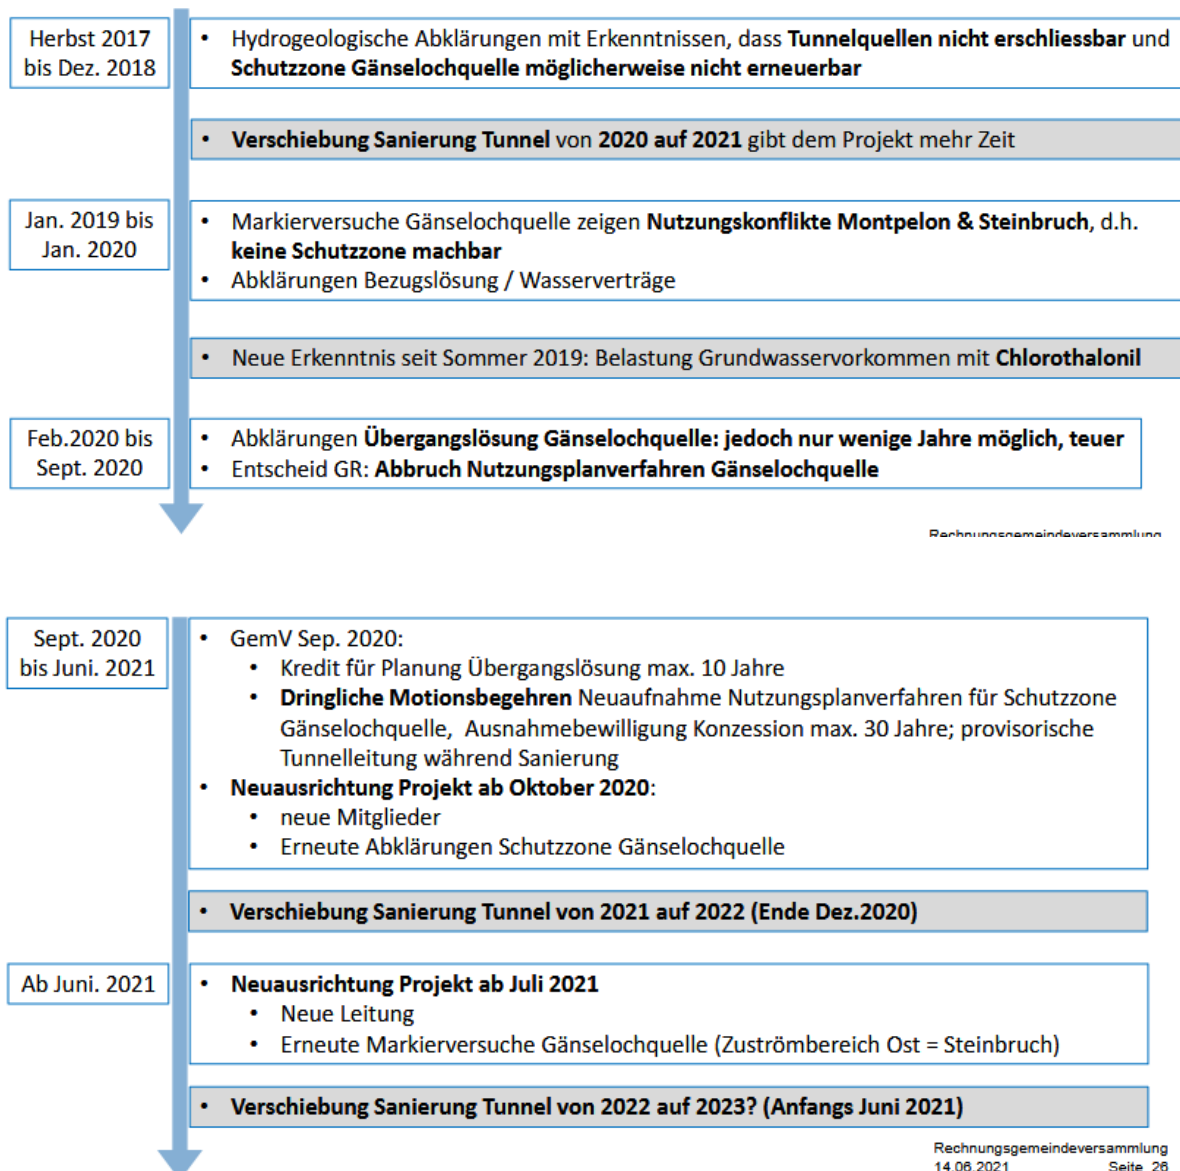 Herbst 2017
bis Dez. 2018
• Hydrogeologische Abklärungen mit Erkenntnissen, dass Tunnelquellen nicht erschliessbar und
Schutzzone Gänselochquelle möglicherweise nicht erneuerbar
• Verschiebung Sanierung Tunnel von 2020 auf 2021 gibt dem Projekt mehr Zeit
Jan. 2019 bis
Jan. 2020
• Markierversuche Gänselochquelle zeigen Nutzungskonflikte Montpelon & Steinbruch, d.h.
keine Schutzzone machbar
• Abklärungen Bezugslösung / Wasserverträge
• Neue Erkenntnis seit Sommer 2019: Belastung Grundwasservorkommen mit Chlorothalonil
Feb.2020 bis
Sept. 2020
• Abklärungen Übergangslösung Gänselochquelle: jedoch nur wenige Jahre möglich, teuer
• Entscheid GR: Abbruch Nutzungsplanverfahren Gänselochquelle
Rechnungsgemeindeversammlung
Sept. 2020
bis Juni. 2021
• GemV Sep. 2020:
• Kredit für Planung Übergangslösung max. 10 Jahre
• Dringliche Motionsbegehren Neuaufnahme Nutzungsplanverfahren für Schutzzone
Gänselochquelle, Ausnahmebewilligung Konzession max. 30 Jahre; provisorische
Tunnelleitung während Sanierung
• Neuausrichtung Projekt ab Oktober 2020:
• neue Mitglieder
• Erneute Abklärungen Schutzzone Gänselochquelle
• Verschiebung Sanierung Tunnel von 2021 auf 2022 (Ende Dez.2020)
Ab Juni. 2021
• Neuausrichtung Projekt ab Juli 2021
• Neue Leitung
• Erneute Markierversuche Gänselochquelle (Zuströmbereich Ost = Steinbruch)
• Verschiebung Sanierung Tunnel von 2022 auf 2023? (Anfangs Juni 2021)
Rechnungsgemeindeversammlung
14.06.2021 Seite 26